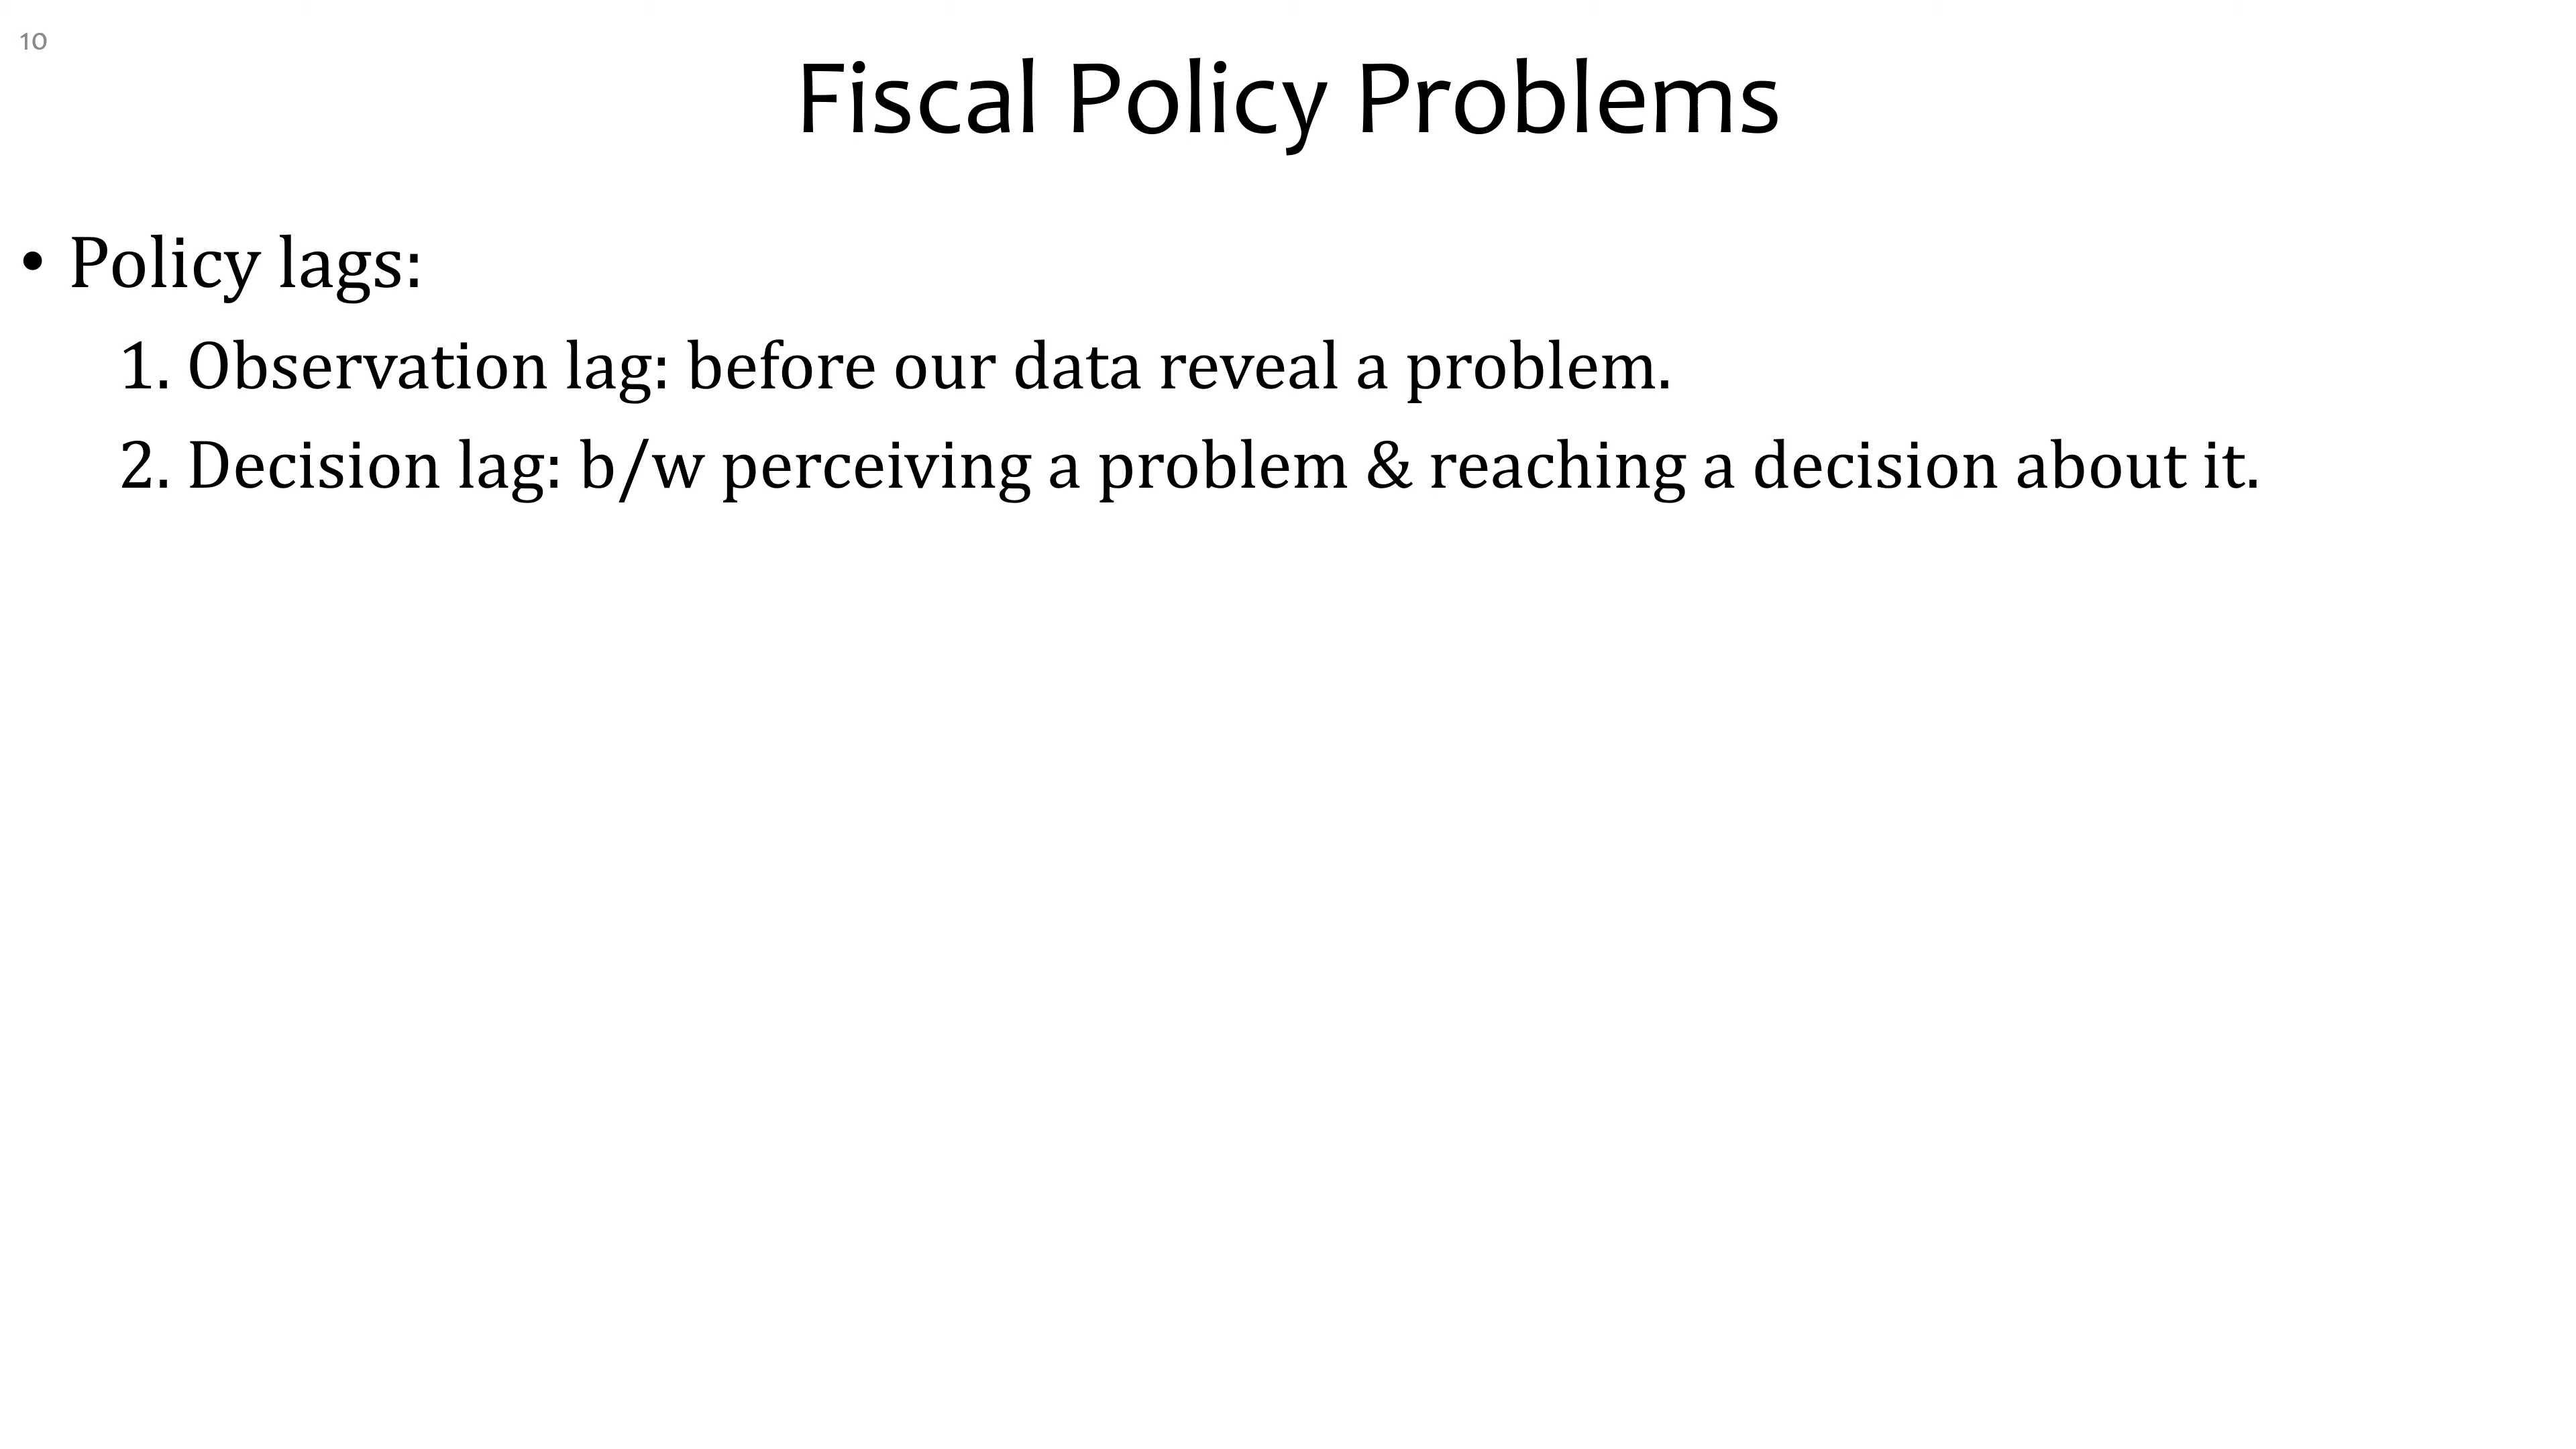 10
Fiscal Policy Problems
• Policy lags:
1. Observation lag: before our data reveal a problem.
2. Decision lag: b/w perceiving a problem & reaching a decision about it.